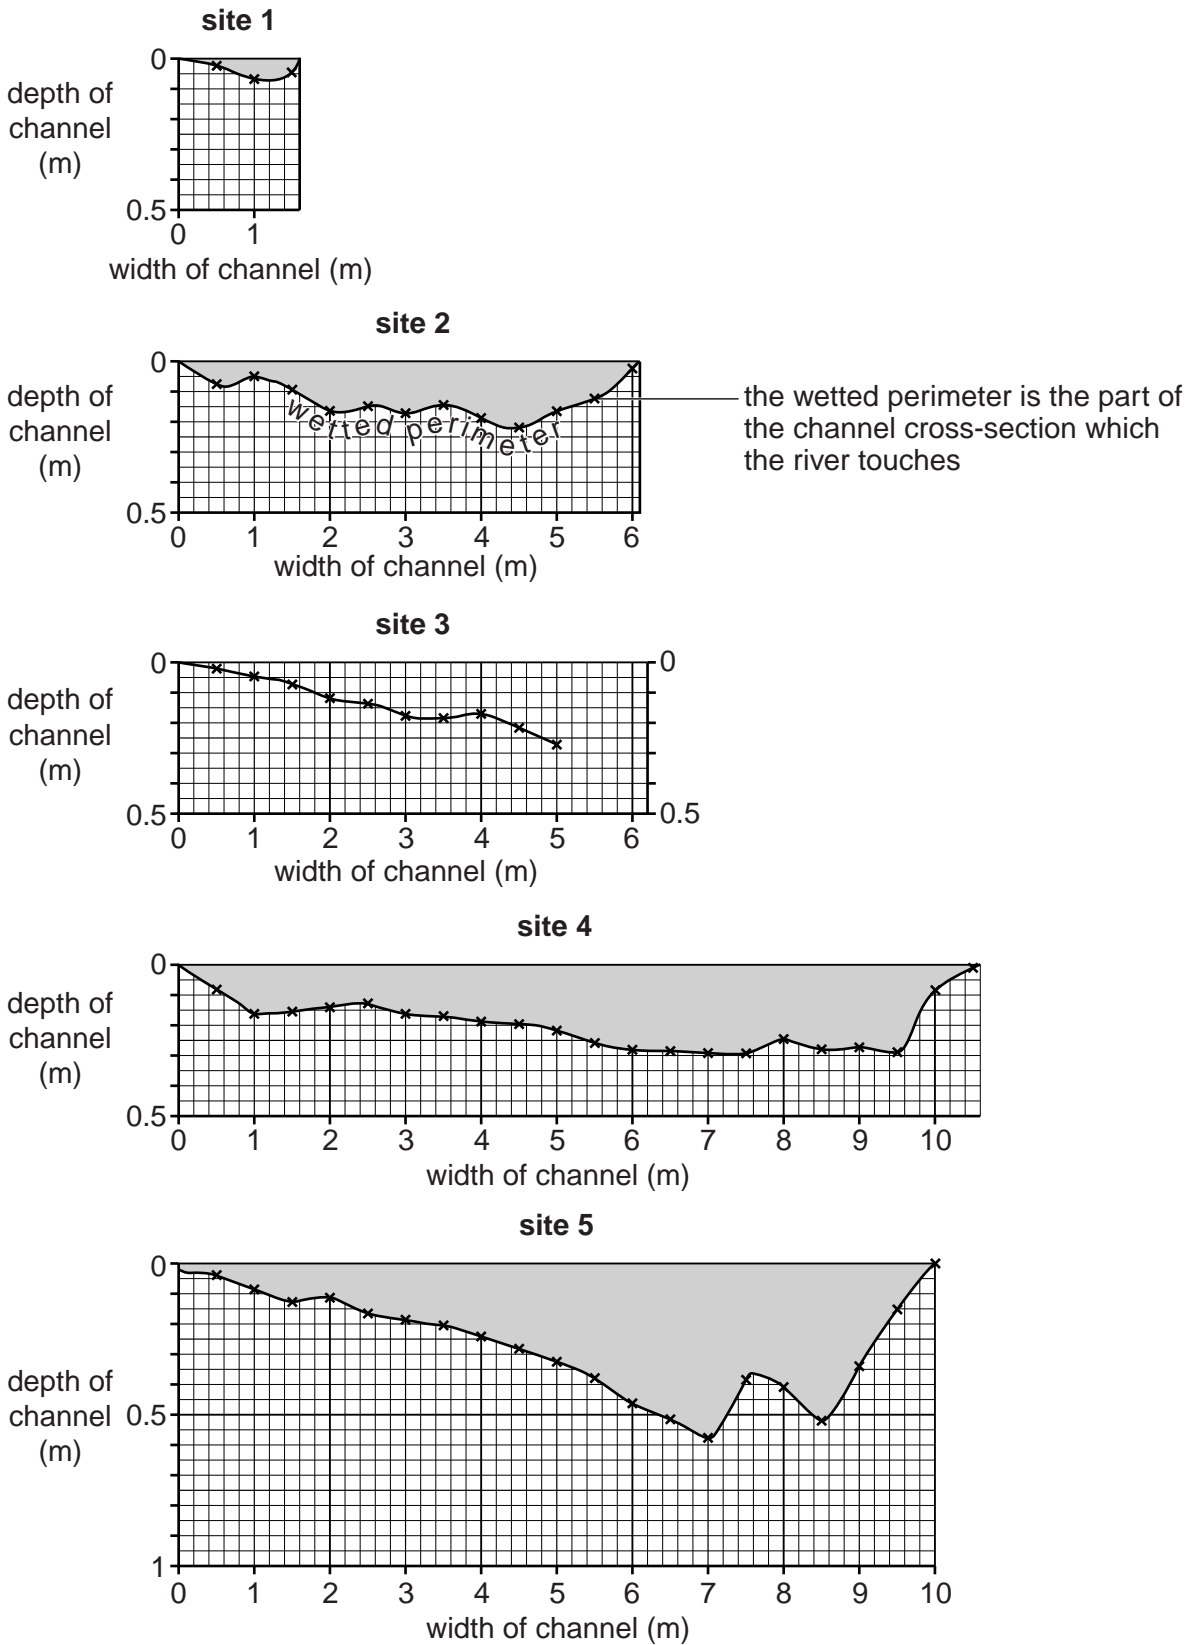 site 1
0
depth of
channel
(m)
0.5
0 1
width of channel (m)
site 2
0
depth of
channel
(m)
0.5
wetted perimeter
the wetted perimeter is the part of
the channel cross-section which
the river touches
0 1 2 3 4 5 6
width of channel (m)
site 3
0 0
depth of
channel
(m)
0.5 0.5
0 1 2 3 4 5 6
width of channel (m)
site 4
0
depth of
channel
(m)
0.5
0 1 2 3 4 5 6 7 8 9 10
width of channel (m)
site 5
0
depth of
channel
(m)
0.5
1
0 1 2 3 4 5 6 7 8 9 10
width of channel (m)